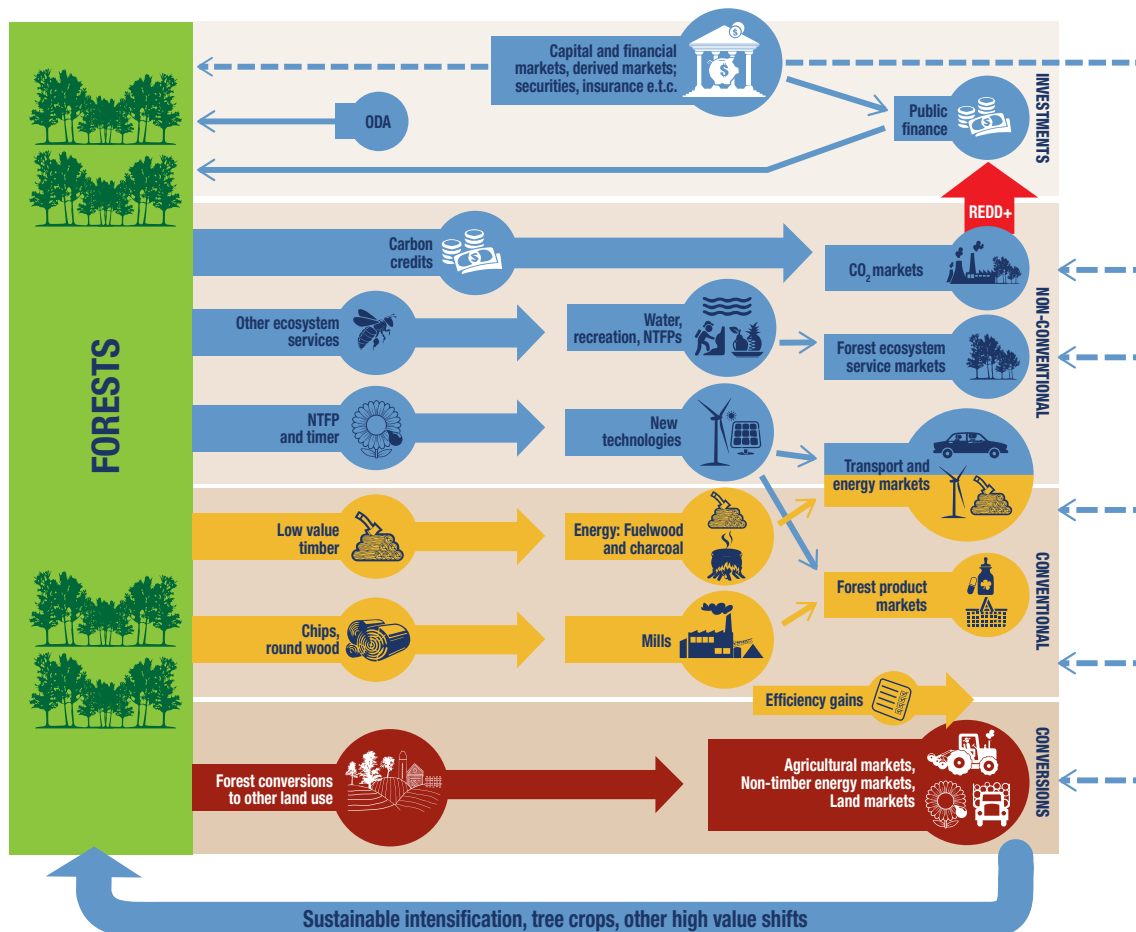 FORESTS
Capital and financial
markets, derived markets;
securities, insurance e.t.c.
ODA
Public
finance
INVESTMENTS
REDD+
Carbon
credits
CO₂ markets
Other ecosystem
services
Water,
recreation, NTFPs
Forest ecosystem
service markets
NTFP
and timer
New
technologies
Transport and
energy markets
NON-CONVENTIONAL
Low value
timber
Energy: Fuelwood
and charcoal
Forest product
markets
Chips,
round wood
Mills
CONVENTIONAL
Efficiency gains
Forest conversions
to other land use
Agricultural markets,
Non-timber energy markets,
Land markets
CONVERSIONS
Sustainable intensification, tree crops, other high value shifts